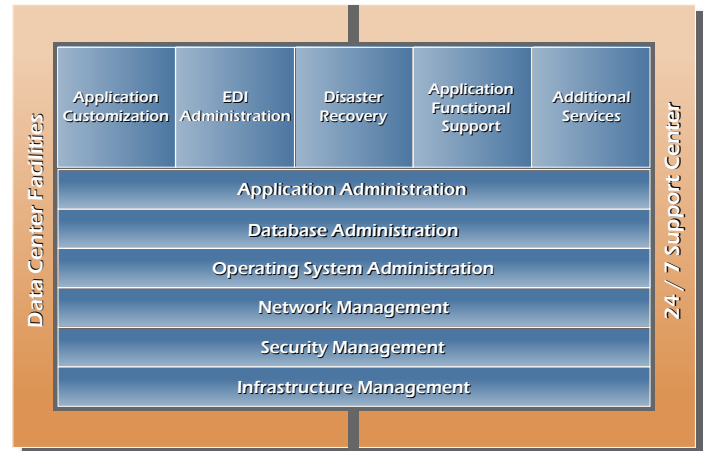 Data Center Facilities
Application
Customization
EDI
Administration
Disaster
Recovery
Application
Functional
Support
Additional
Services
Application Administration
Database Administration
Operating System Administration
Network Management
Security Management
Infrastructure Management
24 / 7 Support Center